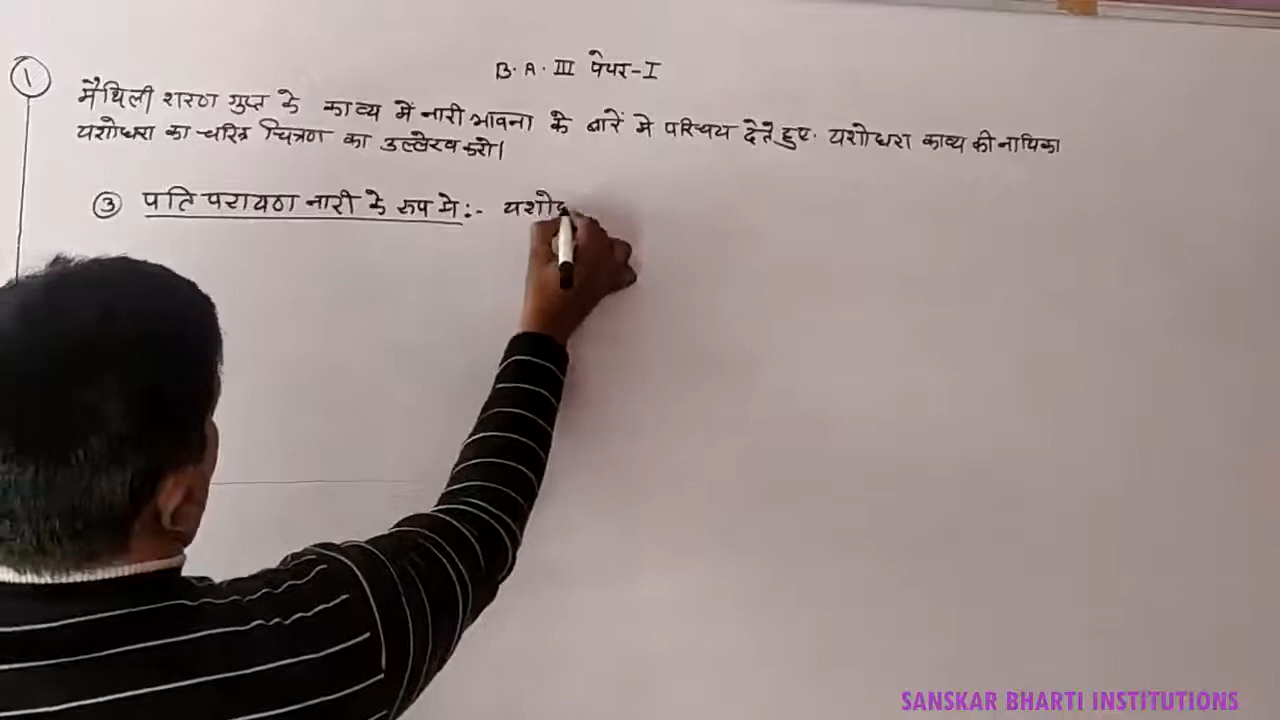 ①
B.A.III पेपर-I
मैथिली शरण गुप्त के काव्य में नारी भावना के बारें मे परिचय देते हुए. यशोधरा काव्य की नायिका
यशोधरा का चरित्र चित्रण का उल्लेख करो।
③ पति परायण नारी के रूप मे:- यशोध
SANSKAR BHARTI INSTITUTIONS